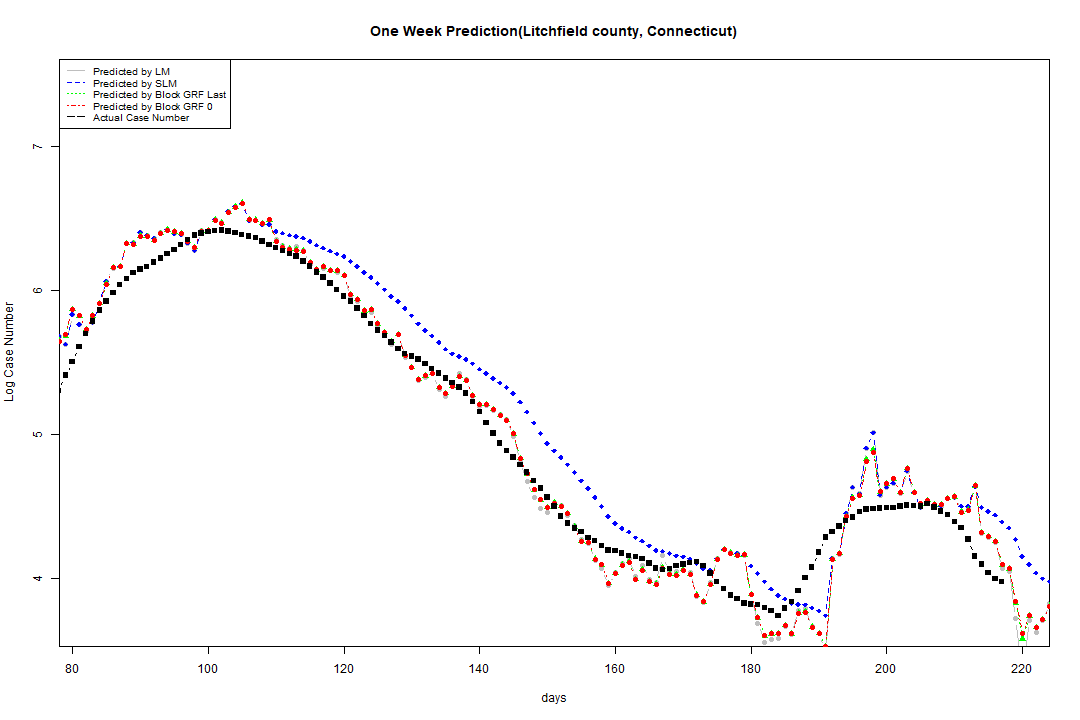 One Week Prediction(Litchfield county, Connecticut)
Predicted by LM
Predicted by SLM
Predicted by Block GRF Last
Predicted by Block GRF 0
Actual Case Number
7
6
5
4
Log Case Number
80 100 120 140 160 180 200 220
days